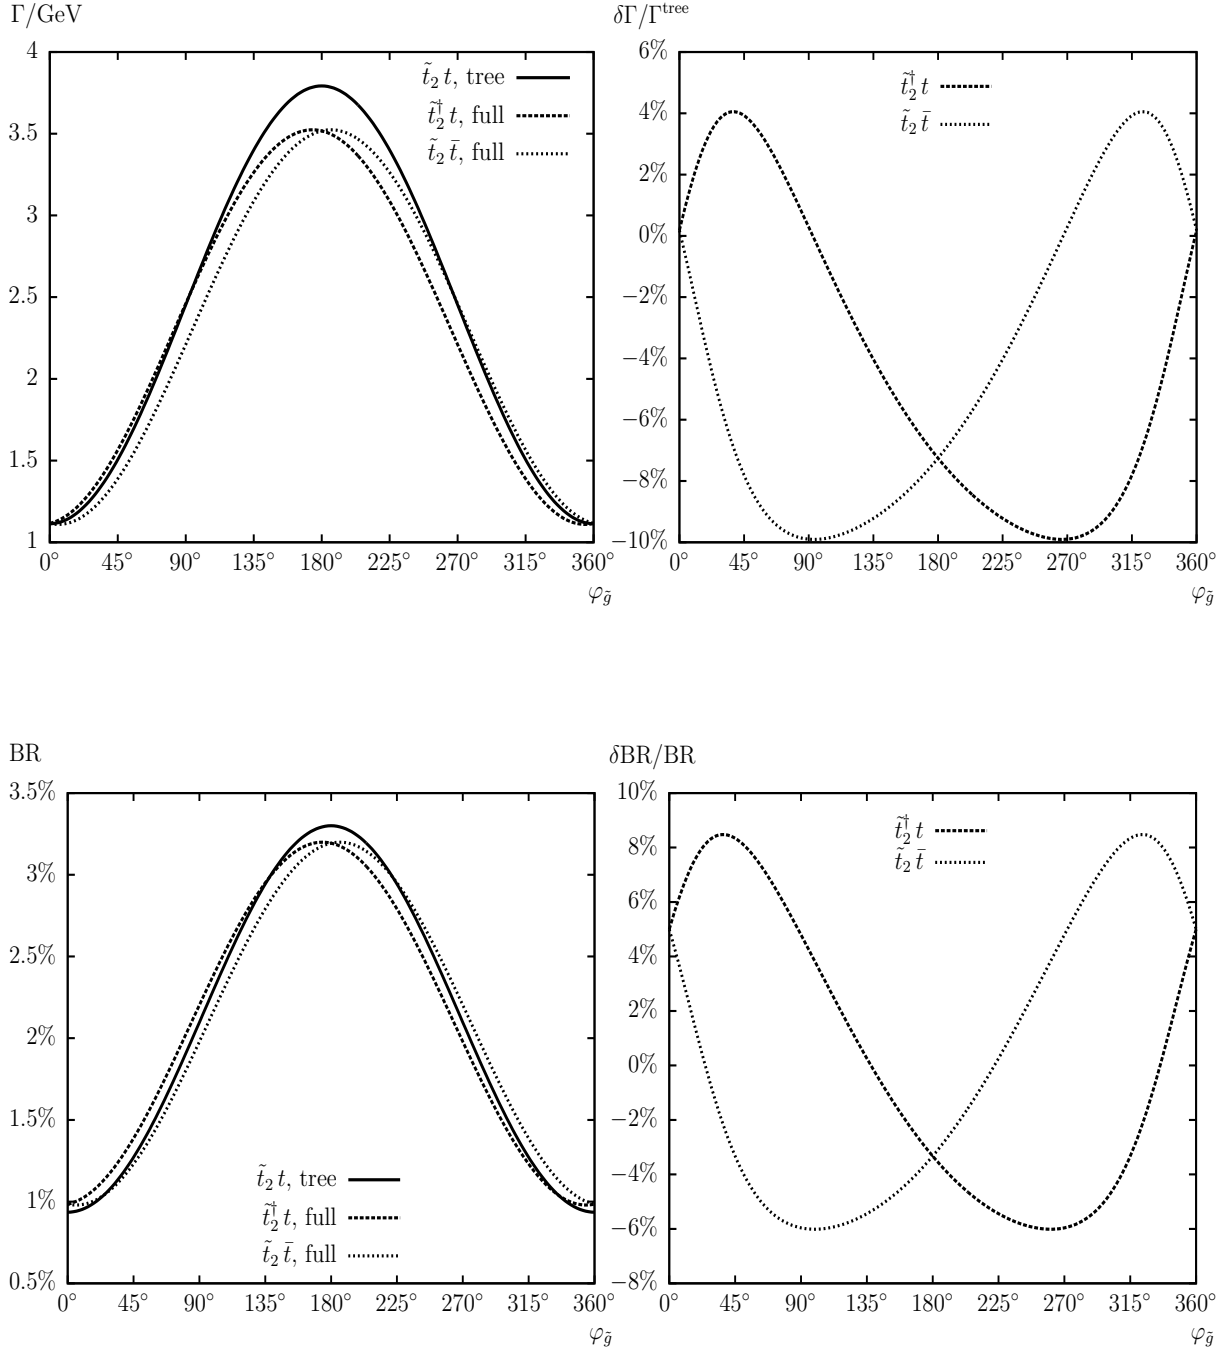 Γ/GeV
4
3.5
3
2.5
2
1.5
1
0° 45° 90° 135° 180° 225° 270° 315° 360°
φ_g̃
t̃₂ t, tree
t̃₂† t, full
t̃₂ t̄, full
δΓ/Γ^tree
6%
4%
2%
0%
−2%
−4%
−6%
−8%
−10%
0° 45° 90° 135° 180° 225° 270° 315° 360°
φ_g̃
t̃₂† t
t̃₂ t̄
BR
3.5%
3%
2.5%
2%
1.5%
1%
0.5%
0° 45° 90° 135° 180° 225° 270° 315° 360°
φ_g̃
t̃₂ t, tree
t̃₂† t, full
t̃₂ t̄, full
δBR/BR
10%
8%
6%
4%
2%
0%
−2%
−4%
−6%
−8%
0° 45° 90° 135° 180° 225° 270° 315° 360°
φ_g̃
t̃₂† t
t̃₂ t̄